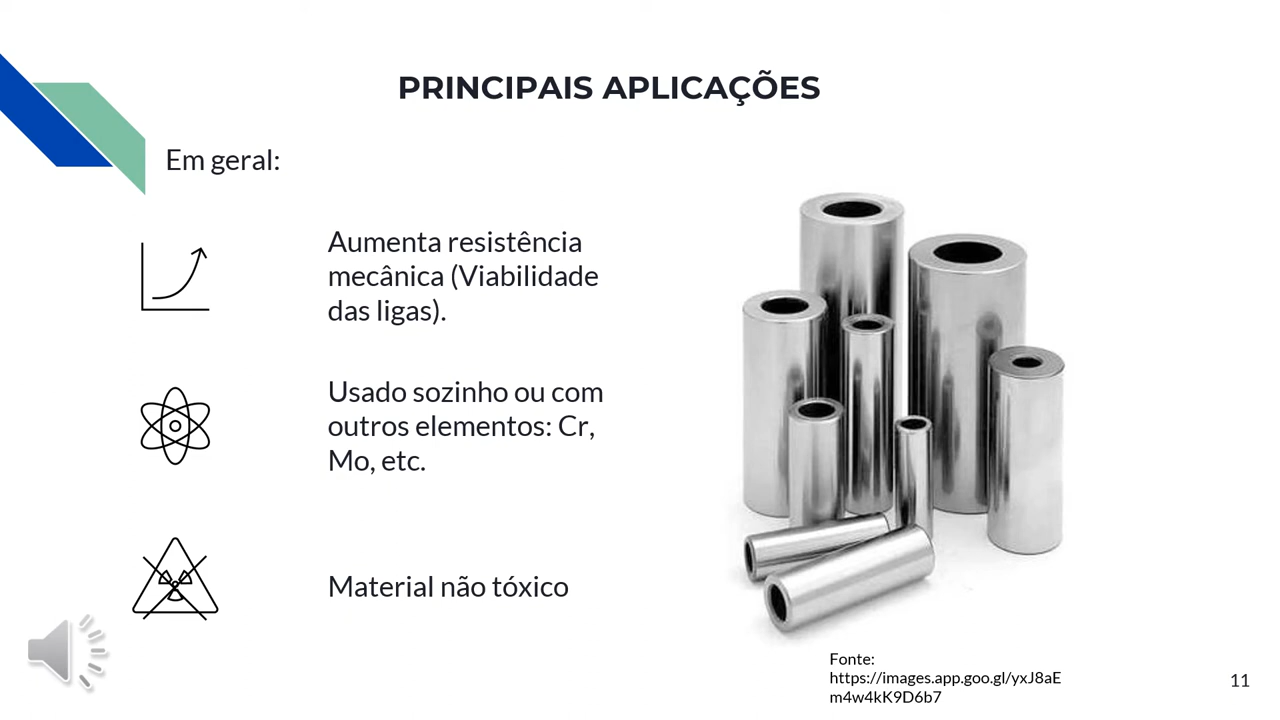 PRINCIPAIS APLICAÇÕES
Em geral:
Aumenta resistência
mecânica (Viabilidade
das ligas).
Usado sozinho ou com
outros elementos: Cr,
Mo, etc.
Material não tóxico
Fonte:
https://images.app.goo.gl/yxJ8aE
m4w4kK9D6b7
11